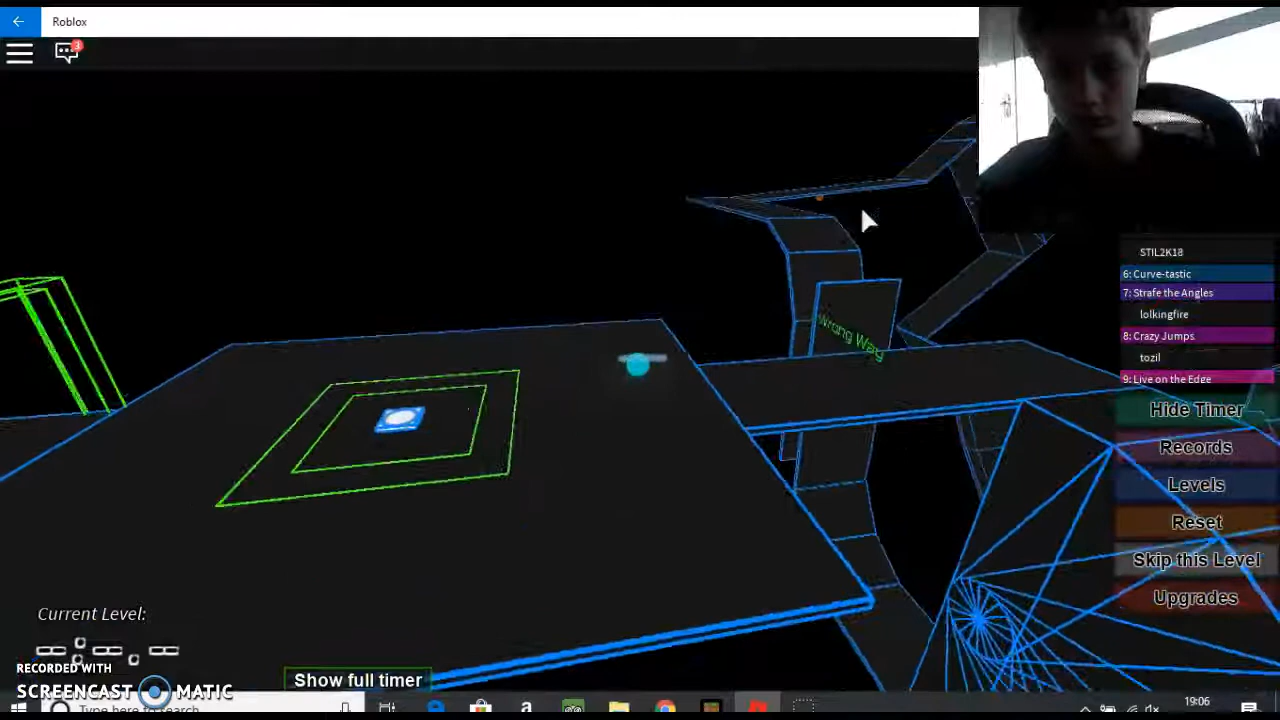 Roblox
3
STIL2K18
6: Curve-tastic
7: Strafe the Angles
lolkingfire
8: Crazy Jumps
tozil
9: Live on the Edge
Wrong Way
Hide Timer
Records
Levels
Reset
Skip this Level
Upgrades
Current Level:
RECORDED WITH
SCREENCAST MATIC
Show full timer
Type here to search
19:06